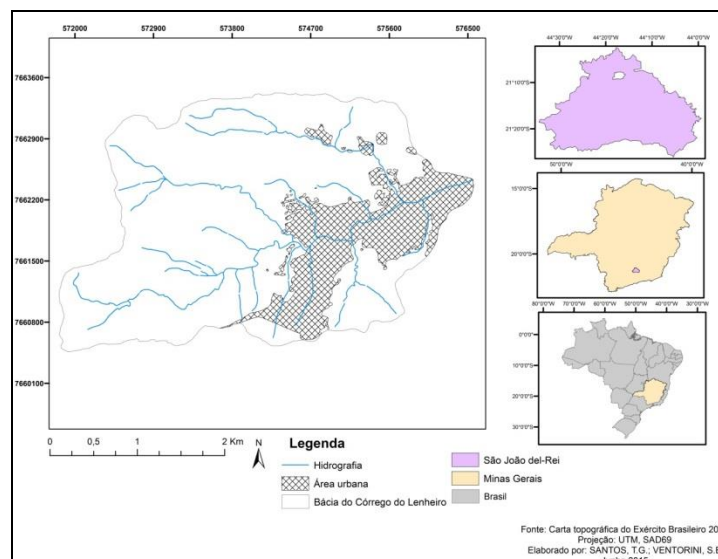 572000 572900 573800 574700 575600 576500
7663600
7662900
7662200
7661500
7660800
7660100
44°30'0"W 44°20'0"W 44°10'0"W 44°0'0"W
21°10'0"S
21°20'0"S
50°0'0"W 40°0'0"W
15°0'0"S
20°0'0"S
80°0'0"W 70°0'0"W 60°0'0"W 50°0'0"W 40°0'0"W 30°0'0"W
0°0'0"S
10°0'0"S
20°0'0"S
30°0'0"S
0 0,5 1 2 Km
N
Legenda
Hidrografia
Área urbana
Bácia do Córrego do Lenheiro
São João del-Rei
Minas Gerais
Brasil
Fonte: Carta topográfica do Exército Brasileiro 20
Projeção: UTM, SAD69
Elaborado por: SANTOS, T.G.; VENTORINI, S.E